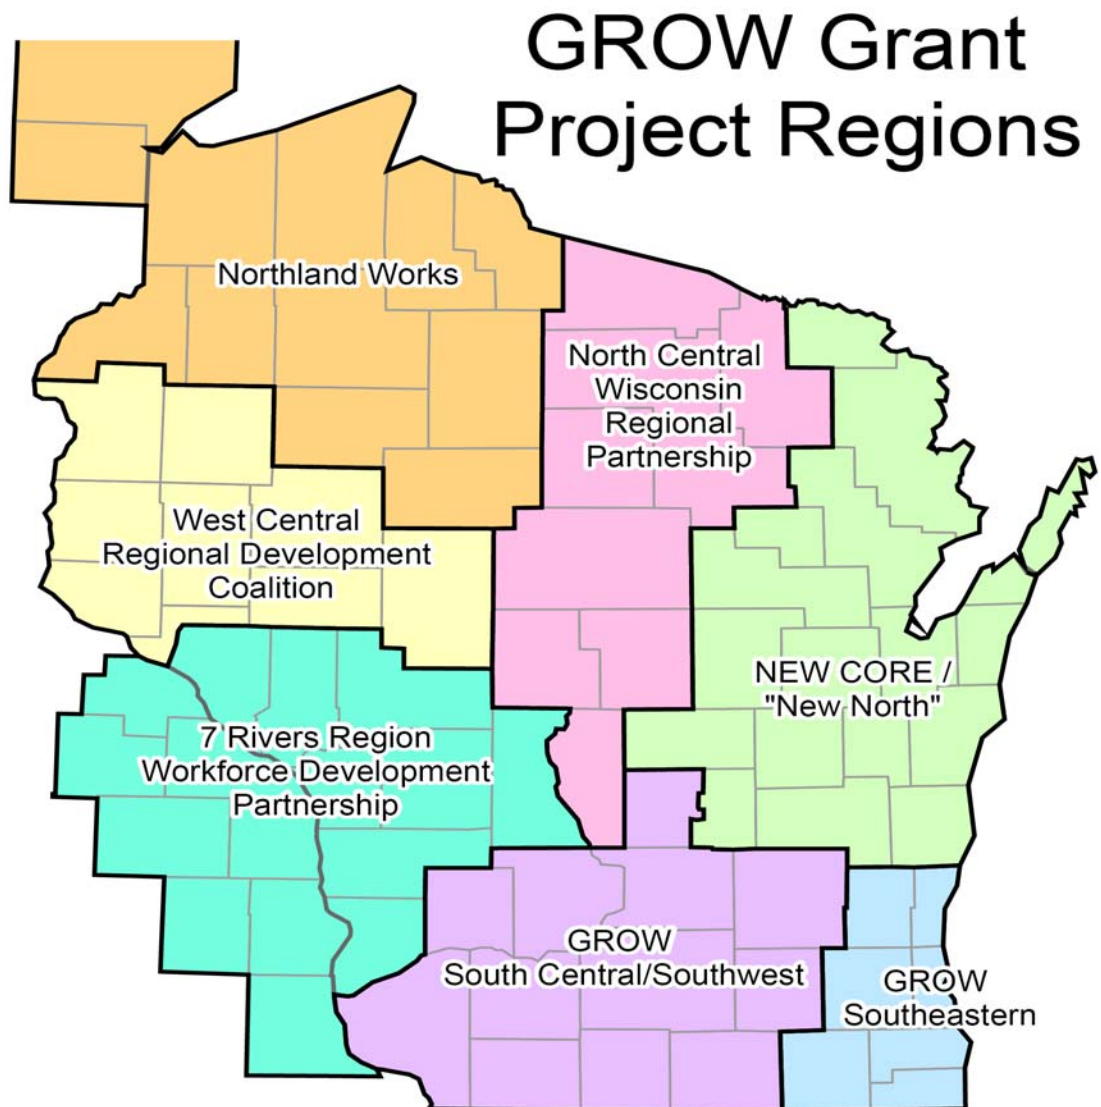 GROW Grant
Project Regions
Northland Works
North Central
Wisconsin
Regional
Partnership
West Central
Regional Development
Coalition
NEW CORE /
"New North"
7 Rivers Region
Workforce Development
Partnership
GROW
South Central/Southwest
GROW
Southeastern